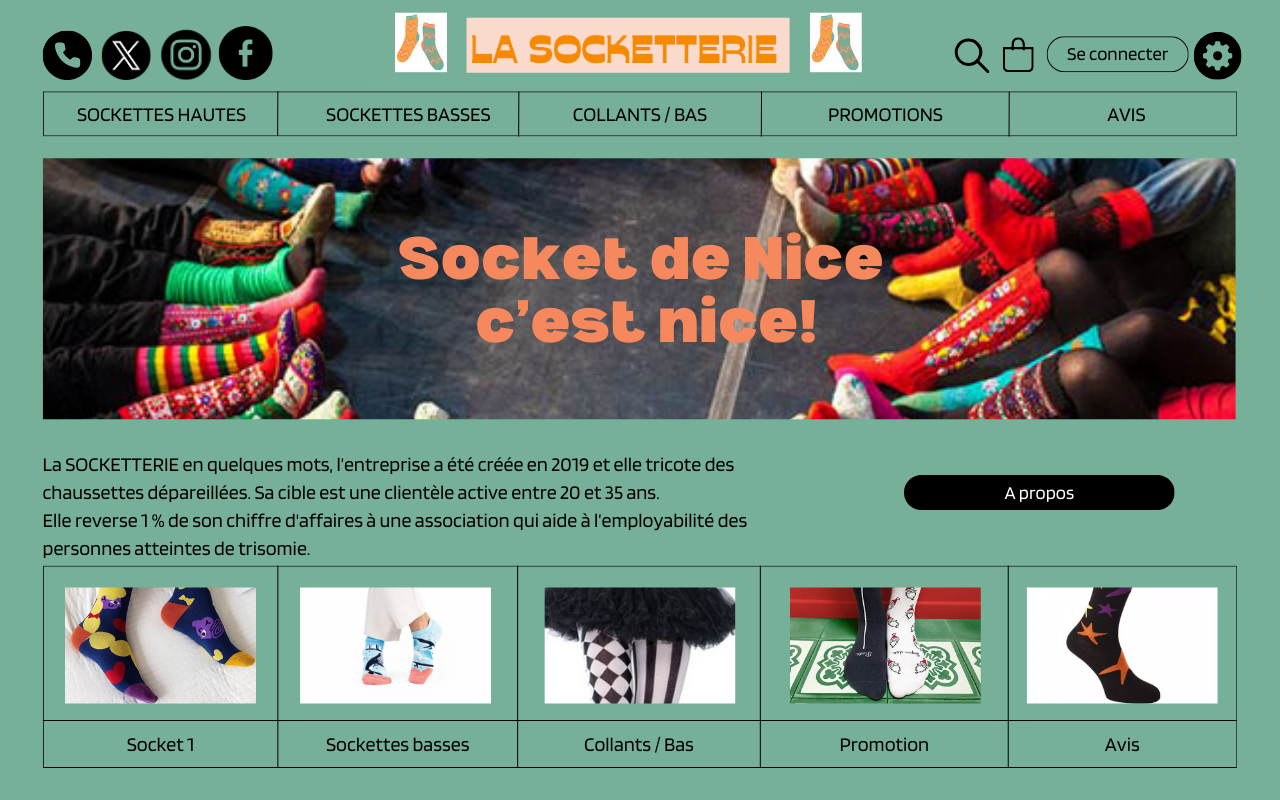 LA SOCKETTERIE
Se connecter
SOCKETTES HAUTES
SOCKETTES BASSES
COLLANTS / BAS
PROMOTIONS
AVIS
Socket de Nice
c’est nice!
La SOCKETTERIE en quelques mots, l’entreprise a été créée en 2019 et elle tricote des
chaussettes dépareillées. Sa cible est une clientèle active entre 20 et 35 ans.
A propos
Elle reverse 1 % de son chiffre d'affaires à une association qui aide à l’employabilité des
personnes atteintes de trisomie.
Socket 1
Sockettes basses
Collants / Bas
Promotion
Avis